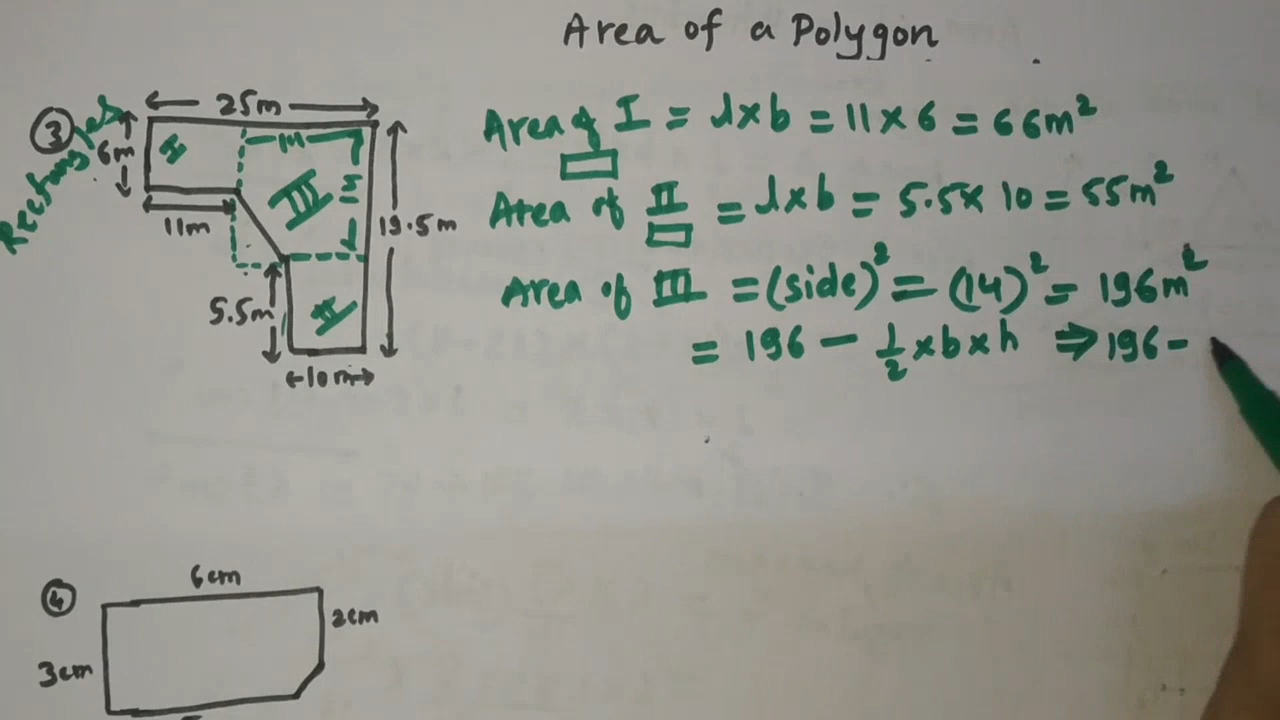 Area of a Polygon
③
Rectangles
25m
6m
I
14
III
14
11m
19.5m
5.5m
II
10m
Area of I = l×b = 11×6 = 66m²
Area of II = l×b = 5.5×10 = 55m²
Area of III = (side)² = (14)² = 196m²
= 196 − 1/2 × b × h ⇒ 196 −
④
6cm
2cm
3cm